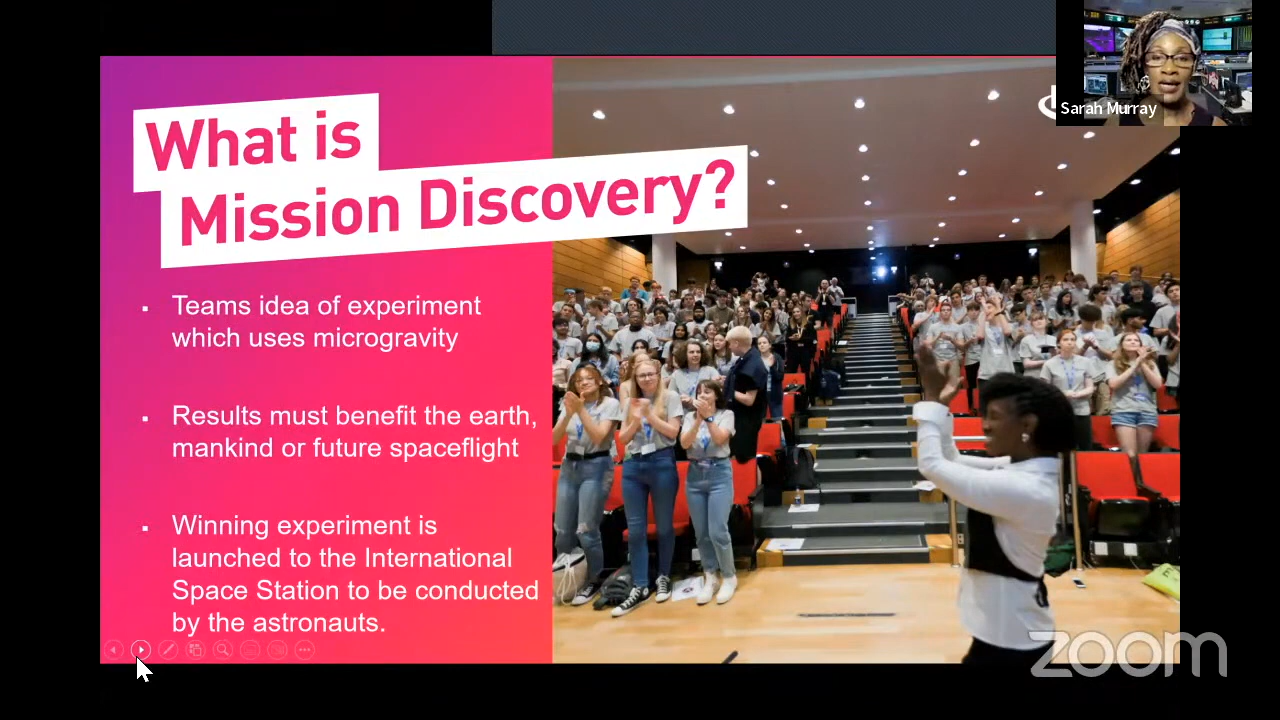 What is
Mission Discovery?
Teams idea of experiment
which uses microgravity
Results must benefit the earth,
mankind or future spaceflight
Winning experiment is
launched to the International
Space Station to be conducted
by the astronauts.
Sarah Murray
zoom